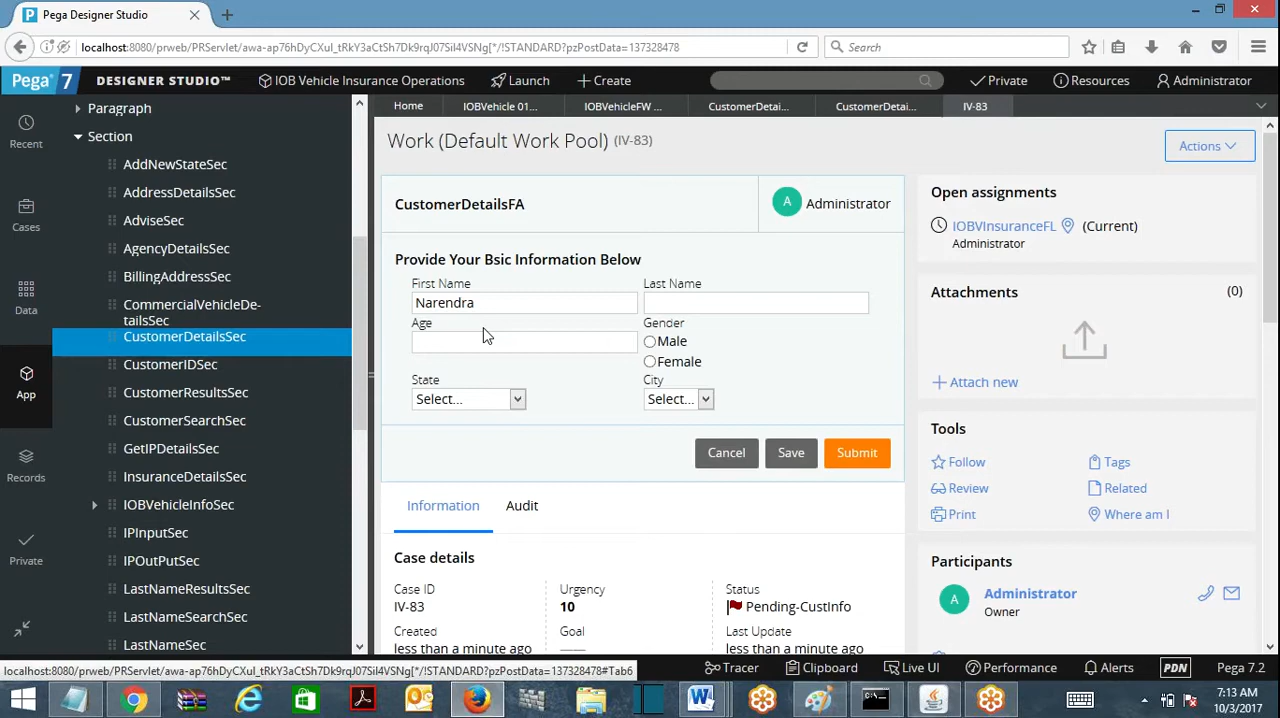 Pega Designer Studio
localhost:8080/prweb/PRServlet/awa-ap76hDyCXuI_tRkY3aCtSh7Dk9rqJ07SiI4VSNg[*/!STANDARD?pzPostData=137328478
Search
Pega 7
DESIGNER STUDIO™
IOB Vehicle Insurance Operations
Launch
Create
Private
Resources
Administrator
Home
IOBVehicle 01...
IOBVehicleFW ...
CustomerDetai...
CustomerDetai...
IV-83
Recent
Cases
Data
App
Records
Private
Paragraph
Section
AddNewStateSec
AddressDetailsSec
AdviseSec
AgencyDetailsSec
BillingAddressSec
CommercialVehicleDe-
tailsSec
CustomerDetailsSec
CustomerIDSec
CustomerResultsSec
CustomerSearchSec
GetIPDetailsSec
InsuranceDetailsSec
IOBVehicleInfoSec
IPInputSec
IPOutPutSec
LastNameResultsSec
LastNameSearchSec
LastNameSec
Work (Default Work Pool) (IV-83)
Actions
CustomerDetailsFA
A Administrator
Provide Your Bsic Information Below
First Name
Last Name
Narendra
Age
Gender
Male
Female
State
City
Select...
Select...
Cancel
Save
Submit
Information
Audit
Case details
Case ID
Urgency
Status
IV-83
10
Pending-CustInfo
Created
Goal
Last Update
less than a minute ago
less than a minute ago
Open assignments
IOBVInsuranceFL (Current)
Administrator
Attachments
(0)
Attach new
Tools
Follow
Tags
Review
Related
Print
Where am I
Participants
A
Administrator
Owner
localhost:8080/prweb/PRServlet/awa-ap76hDyCXuI_tRkY3aCtSh7Dk9rqJ07SiI4VSNg[*/!STANDARD?pzPostData=137328478#Tab6
Tracer
Clipboard
Live UI
Performance
Alerts
PDN
Pega 7.2
7:13 AM
10/3/2017